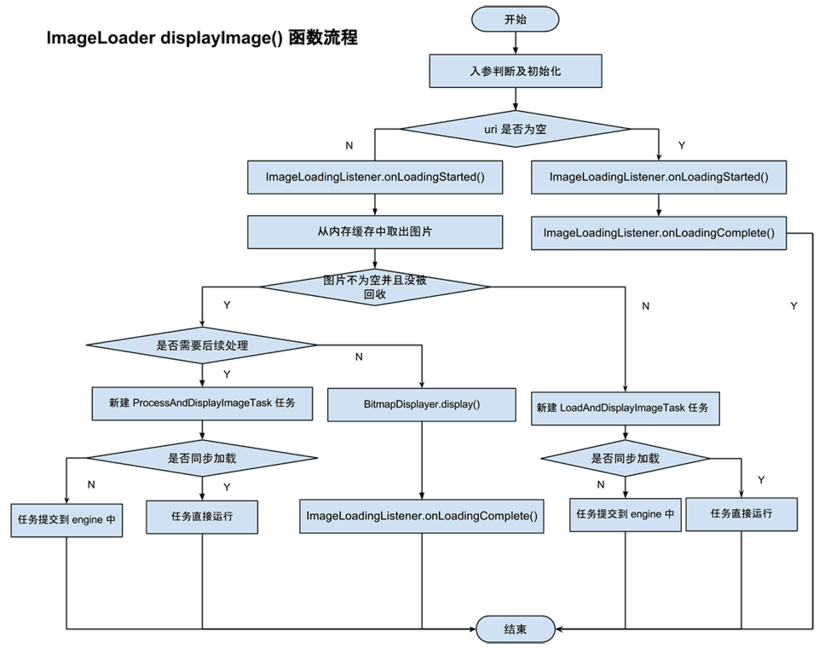 ImageLoader displayImage() 函数流程
开始
入参判断及初始化
uri 是否为空
N
Y
ImageLoadingListener.onLoadingStarted()
ImageLoadingListener.onLoadingStarted()
从内存缓存中取出图片
ImageLoadingListener.onLoadingComplete()
图片不为空并且没被
回收
Y
N
Y
是否需要后续处理
N
Y
新建 ProcessAndDisplayImageTask 任务
BitmapDisplayer.display()
新建 LoadAndDisplayImageTask 任务
是否同步加载
是否同步加载
N
Y
N
Y
任务提交到 engine 中
任务直接运行
ImageLoadingListener.onLoadingComplete()
任务提交到 engine 中
任务直接运行
结束